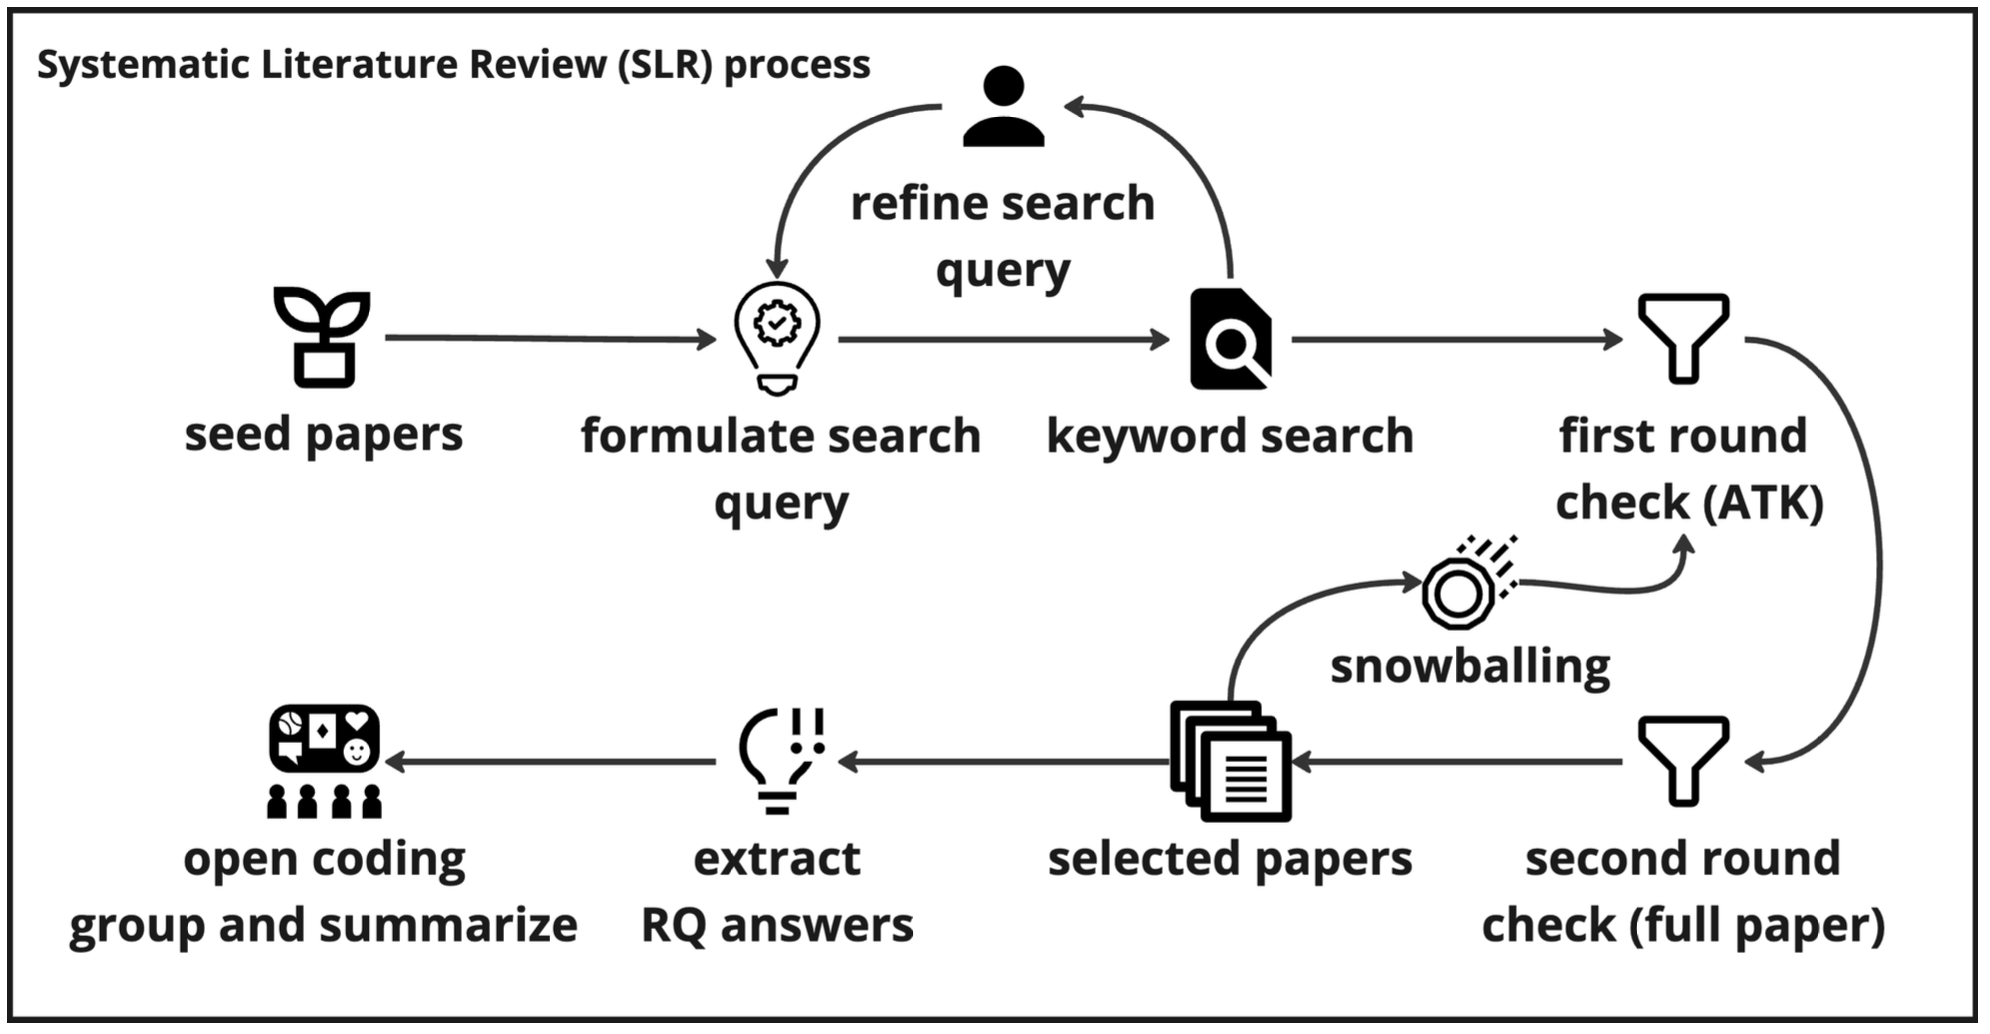 Systematic Literature Review (SLR) process
refine search
query
seed papers
formulate search
query
keyword search
first round
check (ATK)
snowballing
open coding
group and summarize
extract
RQ answers
selected papers
second round
check (full paper)